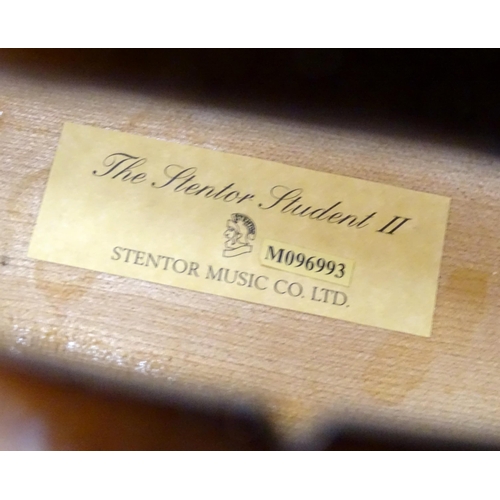 The Stentor Student II
M096993
STENTOR MUSIC CO. LTD.